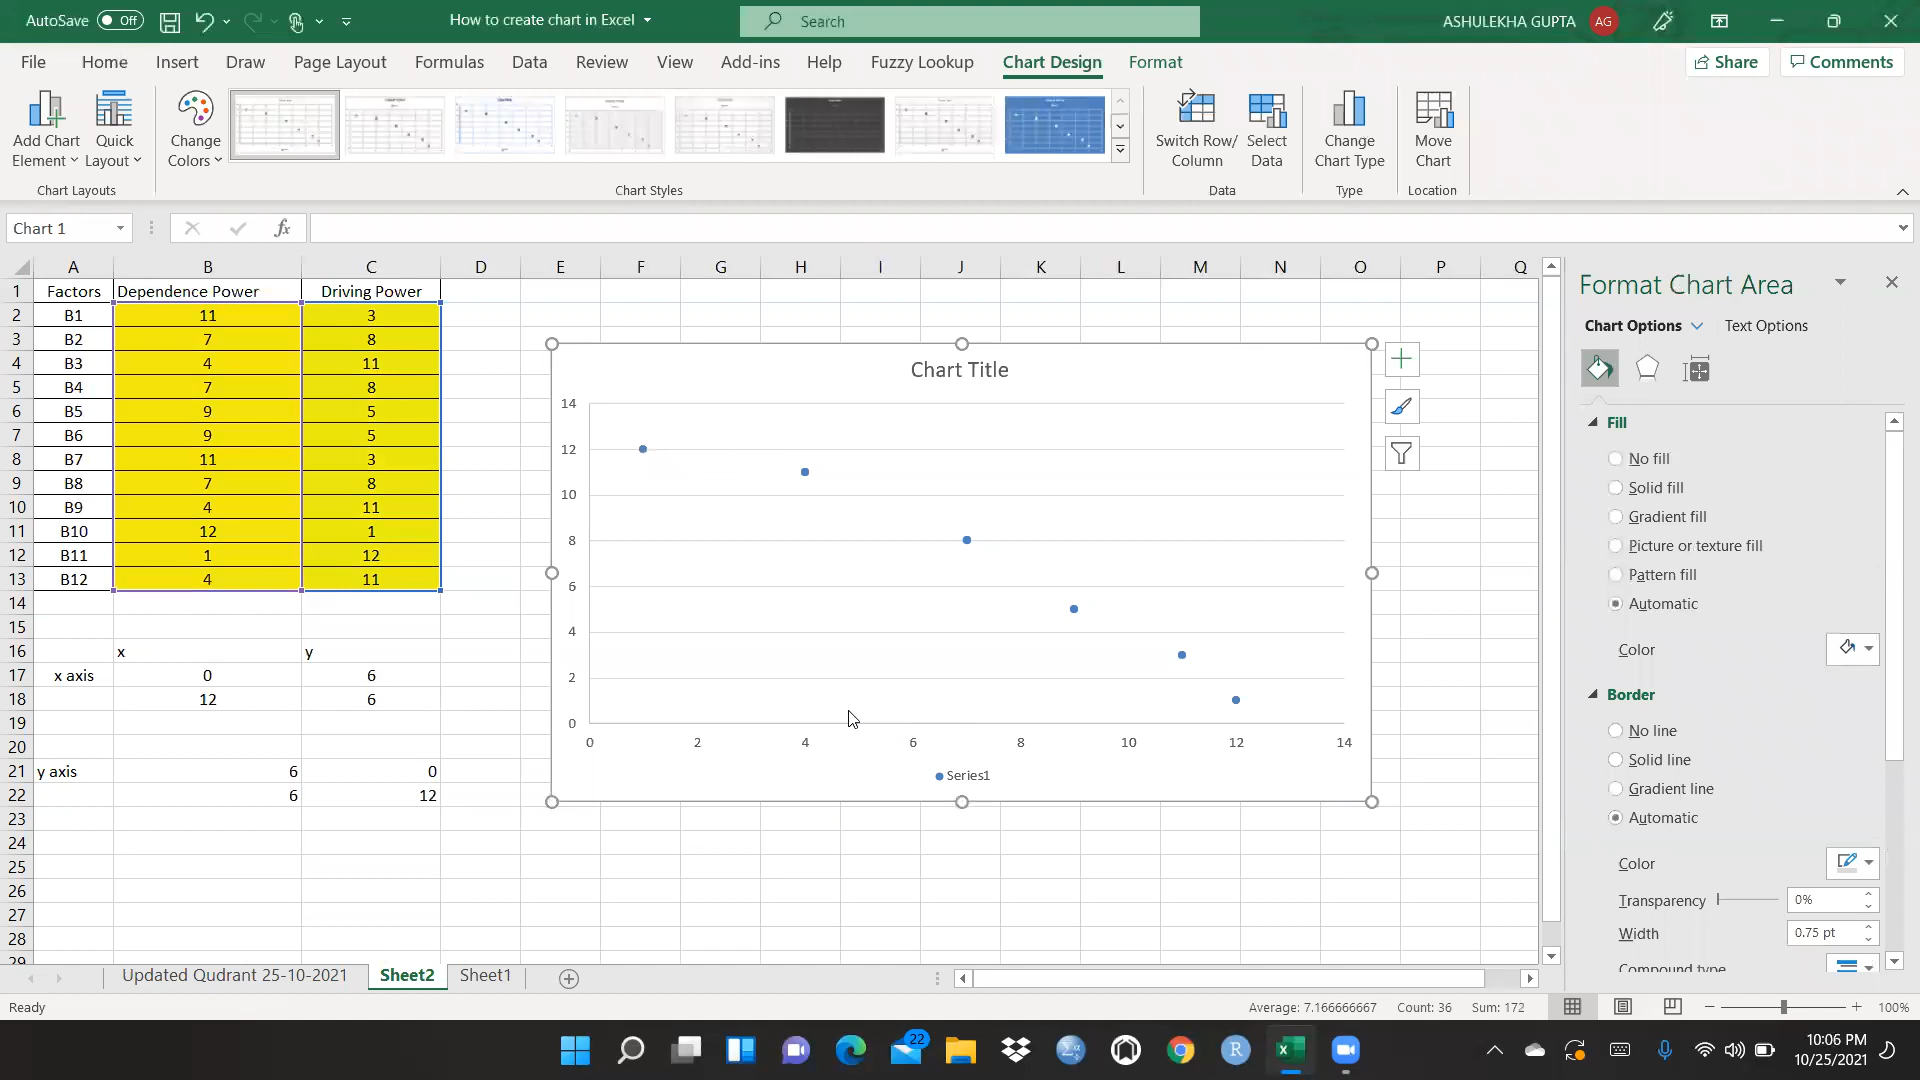 AutoSave Off How to create chart in Excel Search ASHULEKHA GUPTA AG
File Home Insert Draw Page Layout Formulas Data Review View Add-ins Help Fuzzy Lookup Chart Design Format Share Comments
Add Chart Element Quick Layout Change Colors Switch Row/ Column Select Data Change Chart Type Move Chart
Chart Layouts Chart Styles Data Type Location
Chart 1 fx
A B C D E F G H I J K L M N O P Q
1 Factors Dependence Power Driving Power
2 B1 11 3
3 B2 7 8
4 B3 4 11
5 B4 7 8
6 B5 9 5
7 B6 9 5
8 B7 11 3
9 B8 7 8
10 B9 4 11
11 B10 12 1
12 B11 1 12
13 B12 4 11
14
15
16 x y
17 x axis 0 6
18 12 6
19
20
21 y axis 6 0
22 6 12
23
24
25
26
27
28
29
Chart Title
14
12
10
8
6
4
2
0
0 2 4 6 8 10 12 14
Series1
Format Chart Area
Chart Options Text Options
Fill
No fill
Solid fill
Gradient fill
Picture or texture fill
Pattern fill
Automatic
Color
Border
No line
Solid line
Gradient line
Automatic
Color
Transparency 0%
Width 0.75 pt
Compound type
Updated Qudrant 25-10-2021 Sheet2 Sheet1
Ready Average: 7.166666667 Count: 36 Sum: 172 100%
22
R
10:06 PM
10/25/2021